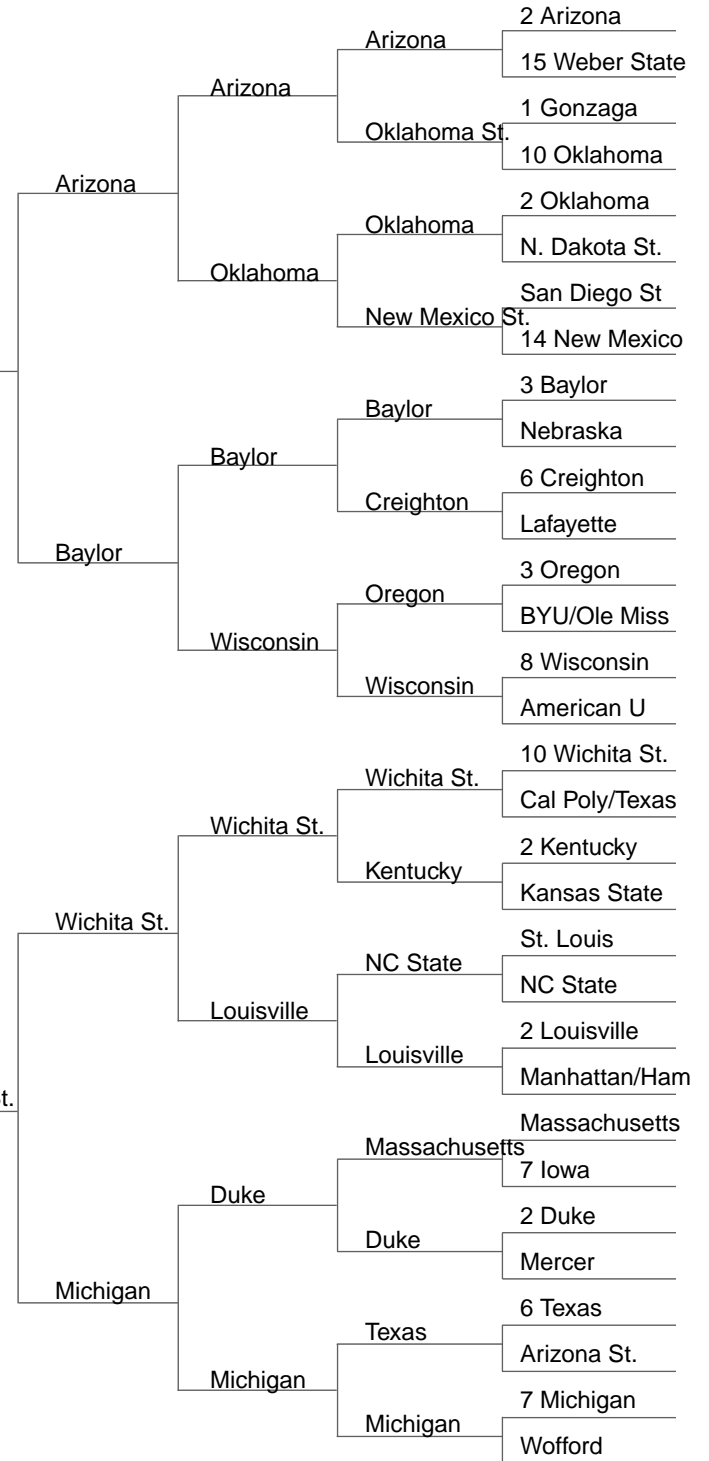 2 Arizona
Arizona
15 Weber State
Arizona
1 Gonzaga
Oklahoma St.
10 Oklahoma
Arizona
2 Oklahoma
Oklahoma
N. Dakota St.
Oklahoma
San Diego St
New Mexico St.
14 New Mexico
3 Baylor
Baylor
Nebraska
Baylor
6 Creighton
Creighton
Lafayette
Baylor
3 Oregon
Oregon
BYU/Ole Miss
Wisconsin
8 Wisconsin
Wisconsin
American U
10 Wichita St.
Wichita St.
Cal Poly/Texas
Wichita St.
2 Kentucky
Kentucky
Kansas State
Wichita St.
St. Louis
NC State
NC State
Louisville
2 Louisville
Louisville
Manhattan/Ham
t.
Massachusetts
Massachusetts
7 Iowa
Duke
2 Duke
Duke
Mercer
Michigan
6 Texas
Texas
Arizona St.
Michigan
7 Michigan
Michigan
Wofford